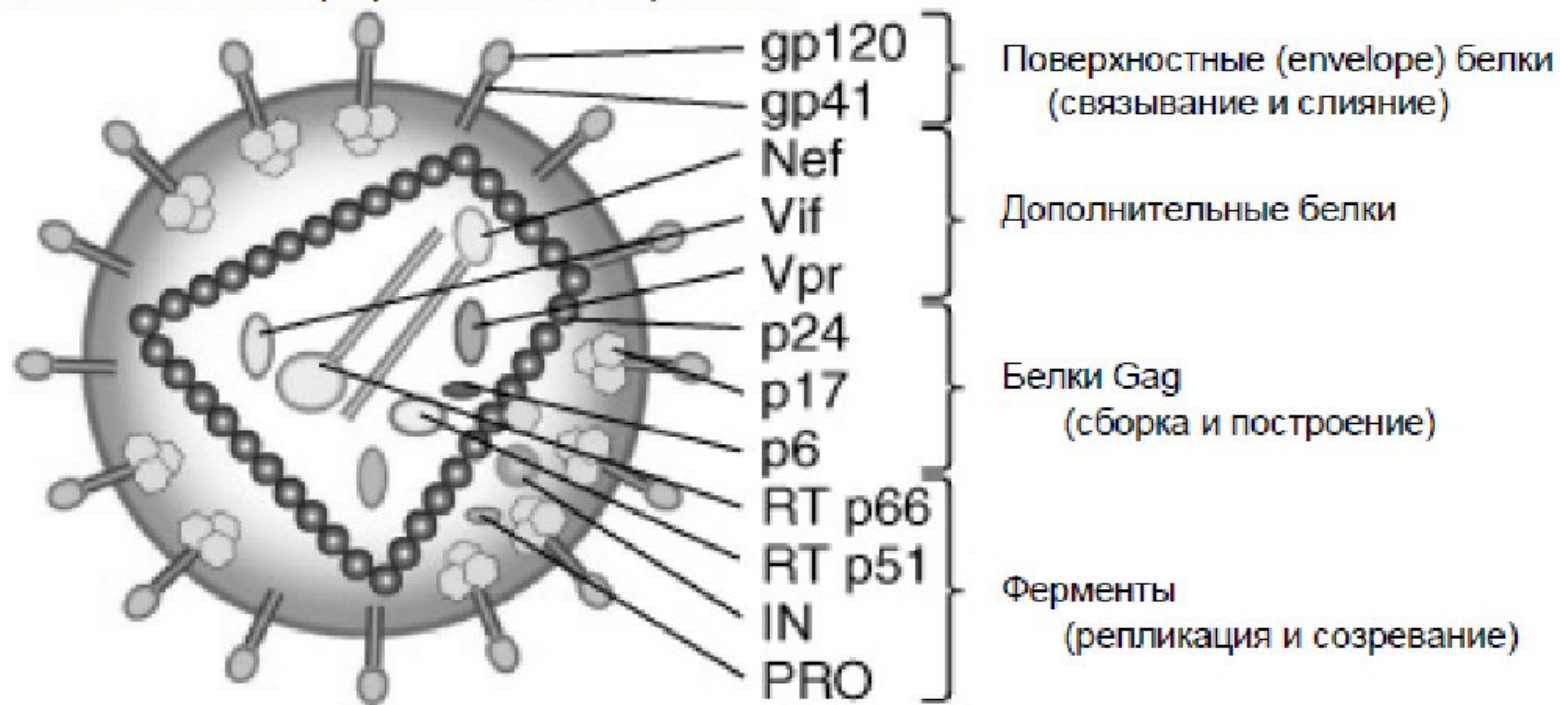 gp120
gp41
Поверхностные (envelope) белки
(связывание и слияние)
Nef
Vif
Vpr
Дополнительные белки
p24
p17
p6
Белки Gag
(сборка и построение)
RT p66
RT p51
IN
PRO
Ферменты
(репликация и созревание)